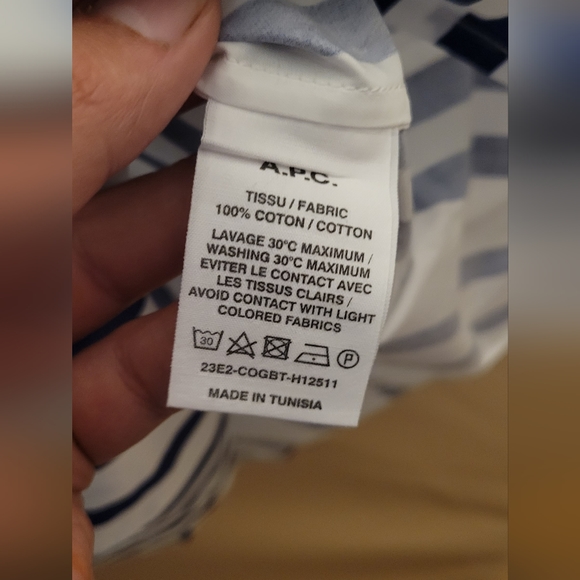 A.P.C.
TISSU / FABRIC
100% COTON / COTTON
LAVAGE 30°C MAXIMUM /
WASHING 30°C MAXIMUM
EVITER LE CONTACT AVEC
LES TISSUS CLAIRS /
AVOID CONTACT WITH LIGHT
COLORED FABRICS
30 P
23E2-COGBT-H12511
MADE IN TUNISIA